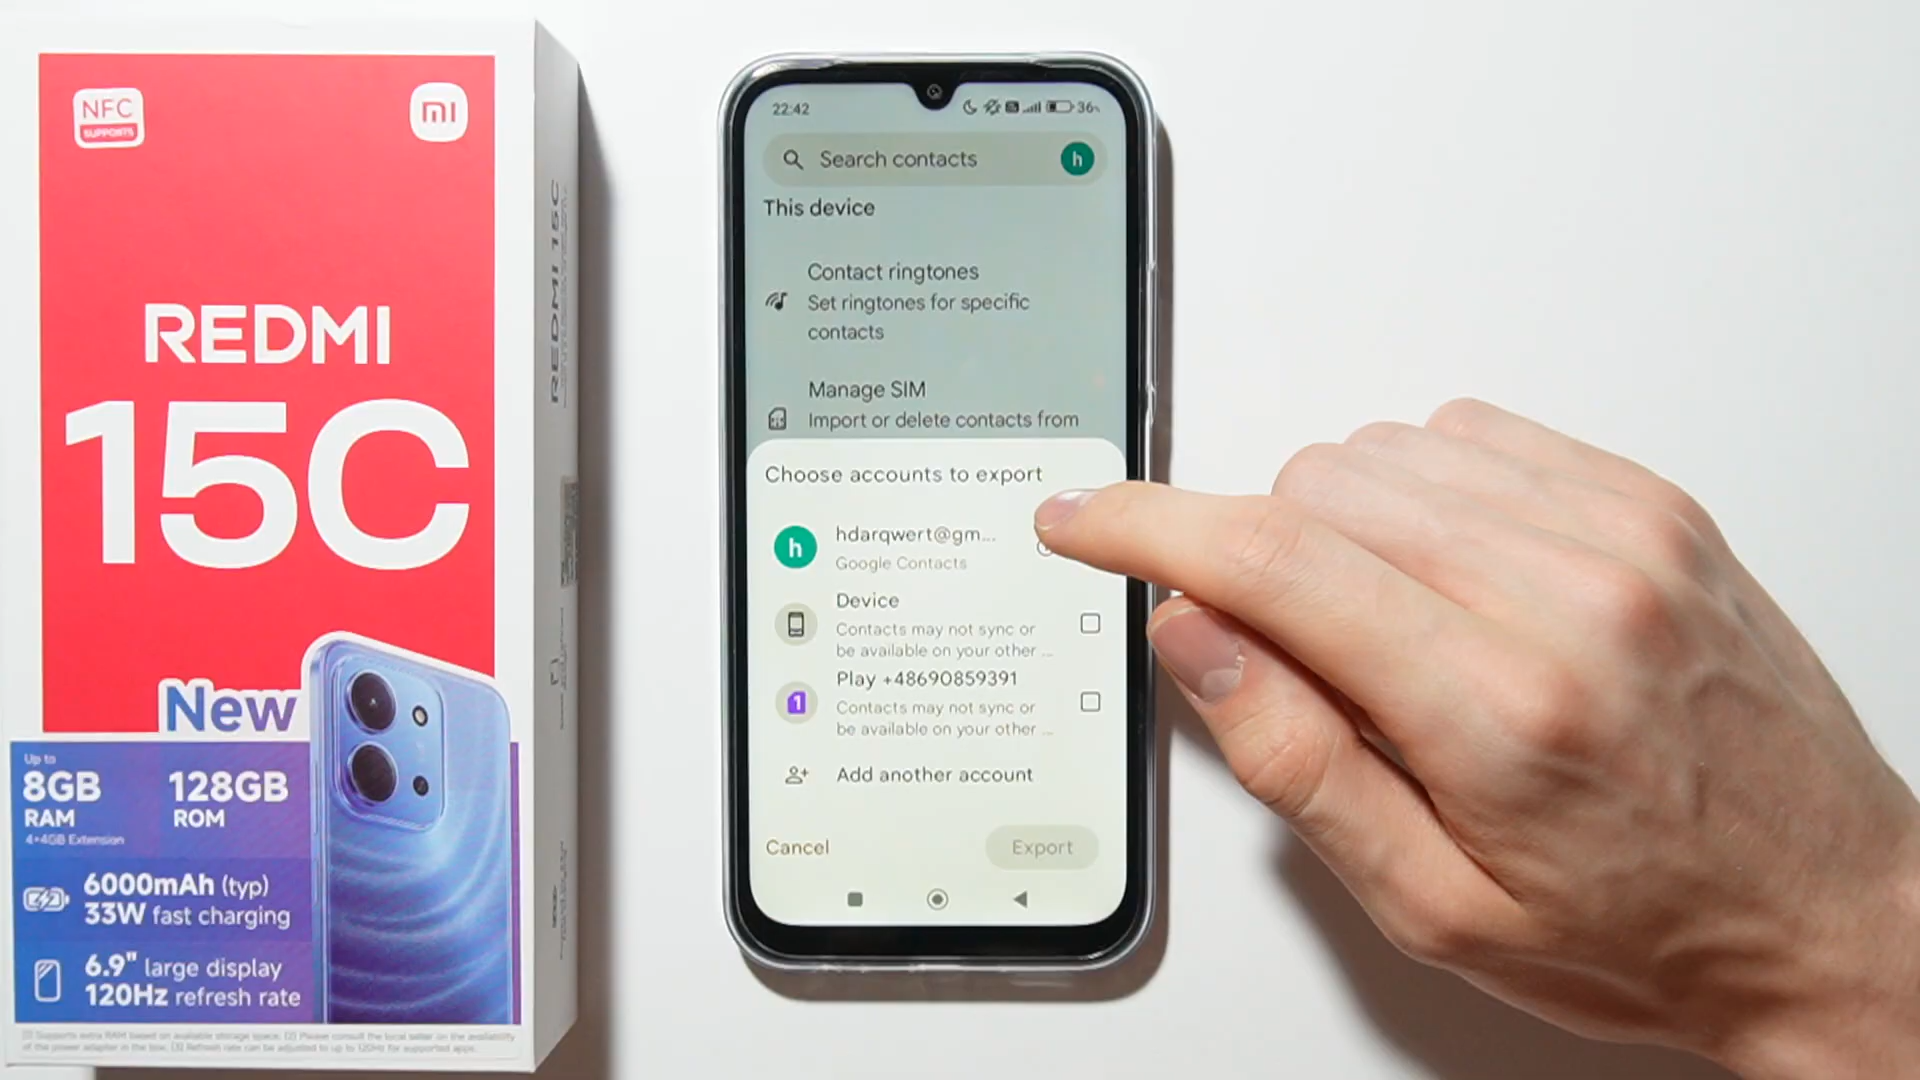 NFC
SUPPORTS
REDMI
15C
New
Up to
8GB
RAM
4+4GB Extension
128GB
ROM
6000mAh (typ)
33W fast charging
6.9" large display
120Hz refresh rate
REDMI 15C
22:42
36
Search contacts
h
This device
Contact ringtones
Set ringtones for specific
contacts
Manage SIM
Import or delete contacts from
Choose accounts to export
h
hdarqwert@gm...
Google Contacts
Device
Contacts may not sync or
be available on your other ...
1
Play +48690859391
Contacts may not sync or
be available on your other ...
Add another account
Cancel
Export